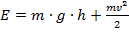 E = m · g · h + mv²/2